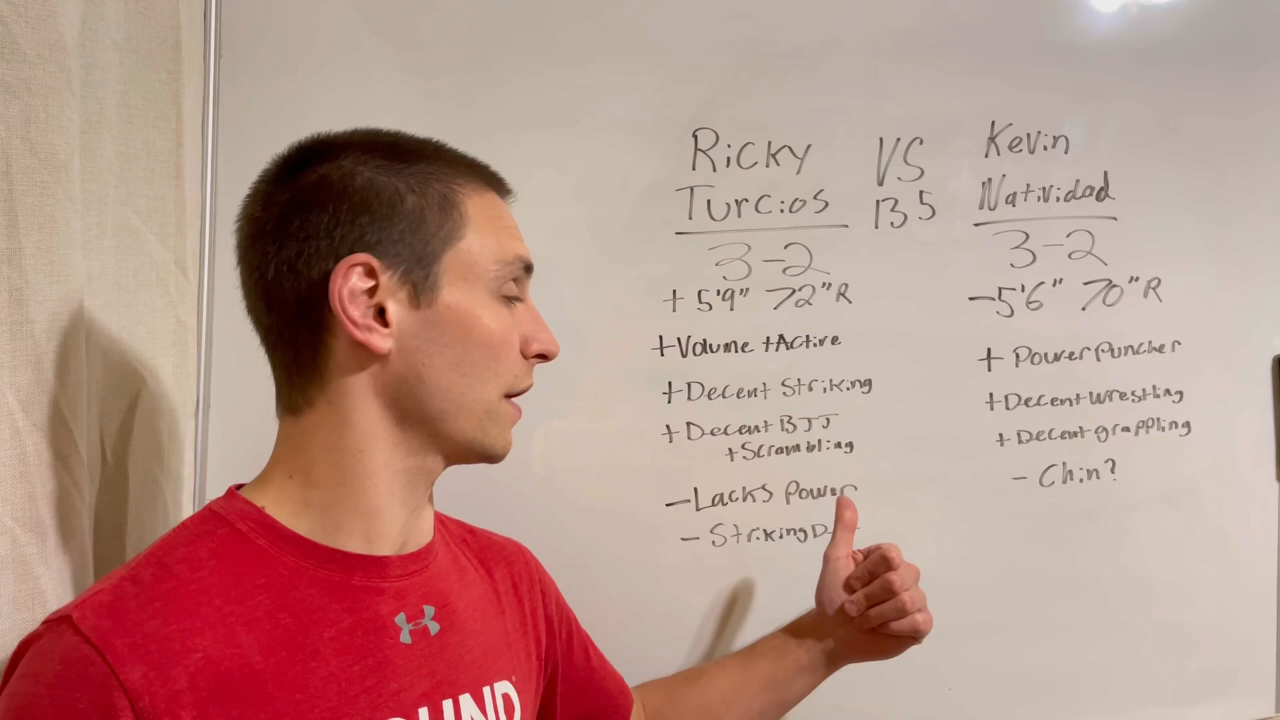 Ricky
Turcios
VS
135
Kevin
Natividad
3-2
+ 5'9" 72"R
+Volume +Active
+Decent Striking
+Decent BJJ
+Scrambling
-Lacks Power
- Striking D
3-2
-5'6" 70"R
+ Power Puncher
+Decent wrestling
+Decent grappling
- Chin?